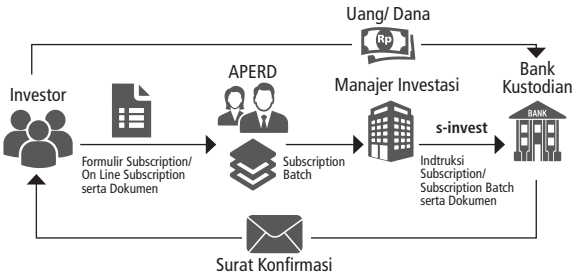 Uang/ Dana
Rp
Investor
APERD
Manajer Investasi
Bank
Kustodian
BANK
s-invest
Formulir Subscription/
On Line Subscription
serta Dokumen
Subscription
Batch
Indtruksi
Subscription/
Subscription Batch
serta Dokumen
Surat Konfirmasi